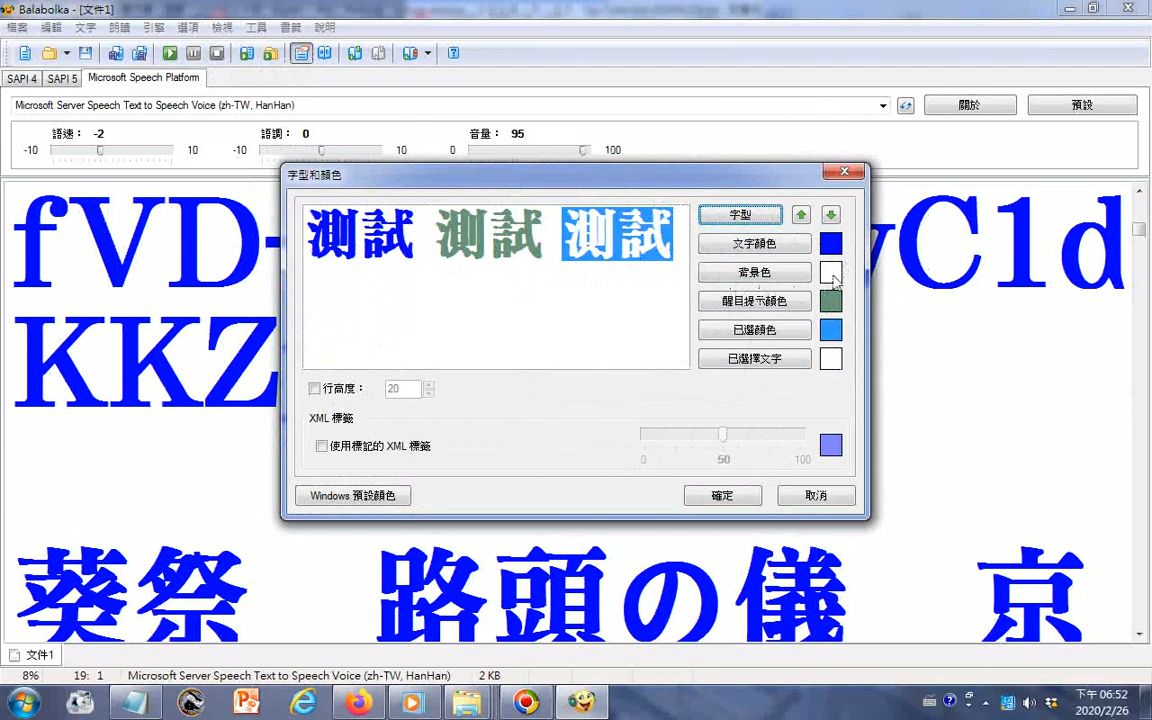 Balabolka - [文件1]
檔案 編輯 文字 朗讀 引擎 選項 檢視 工具 書籤 說明
SAPI 4 SAPI 5 Microsoft Speech Platform
Microsoft Server Speech Text to Speech Voice (zh-TW, HanHan) 關於 預設
語速： -2 語調： 0 音量： 95
-10 10 -10 10 0 100
字型和顏色
fVD
yC1d
KKZ
測試 測試 測試
字型
文字顏色
背景色
醒目提示顏色
已選顏色
已選擇文字
行高度： 20
XML 標籤
使用標記的 XML 標籤
0 50 100
Windows 預設顏色 確定 取消
葵祭 路頭の儀 京
文件1
8% 19: 1 Microsoft Server Speech Text to Speech Voice (zh-TW, HanHan) 2 KB
下午 06:52
2020/2/26